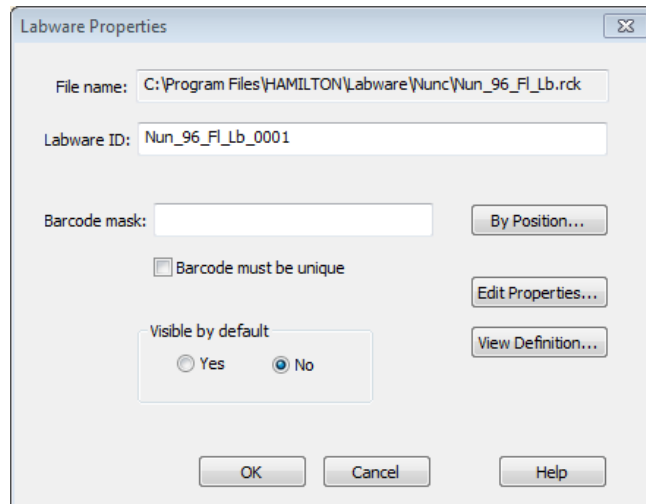 Labware Properties
File name: C:\Program Files\HAMILTON\Labware\Nunc\Nun_96_Fl_Lb.rck
Labware ID: Nun_96_Fl_Lb_0001
Barcode mask: By Position...
Barcode must be unique
Edit Properties...
Visible by default
View Definition...
Yes No
OK Cancel Help